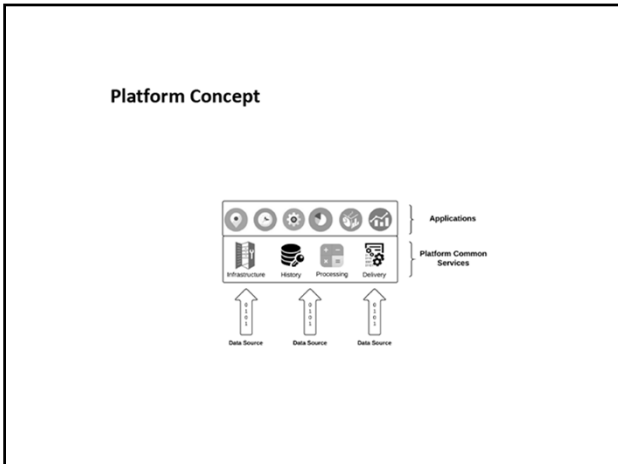 Platform Concept
Applications
Infrastructure
History
Processing
Delivery
Platform Common
Services
0
1
0
1
0
1
0
1
0
1
0
1
Data Source
Data Source
Data Source